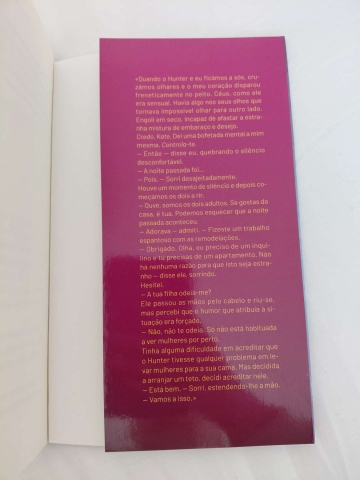 «Quando o Hunter e eu ficámos a sós, cru-
zámos olhares e o meu coração disparou
freneticamente no peito. Céus, como ele
era sensual. Havia algo nos seus olhos que
tornava impossível olhar para outro lado.
Engoli em seco, incapaz de afastar a estra-
nha mistura de embaraço e desejo.
Credo, Kate. Dei uma bofetada mental a mim
mesma. Controla-te.
— Então — disse eu, quebrando o silêncio
desconfortável.
— A noite passada foi...
— Pois. — Sorri desajeitadamente.
Houve um momento de silêncio e depois co-
meçámos os dois a rir.
— Ouve, somos os dois adultos. Tu gostas da
casa, e tua. Podemos esquecer que a noite
passada aconteceu.
— Adorava — admiti. — Fizeste um trabalho
espantoso com as remodelações.
— Obrigado. Olha, eu preciso de um inqui-
lino e tu precisas de um apartamento. Não
há nenhuma razão para que isto seja estra-
nho — disse ele, sorrindo.
Hesitei.
— A tua filha odeia-me?
Ele passou as mãos pelo cabelo e riu-se,
mas percebi que o humor que atribuía à si-
tuação era forçado.
— Não, não te odeia. Só não está habituada
a ver mulheres por perto.
Tinha alguma dificuldade em acreditar que
o Hunter tivesse qualquer problema em le-
var mulheres para a sua cama. Mas decidida
a arranjar um teto, decidi acreditar nele.
— Está bem. — Sorri, estendendo-lhe a mão.
— Vamos a isso.»